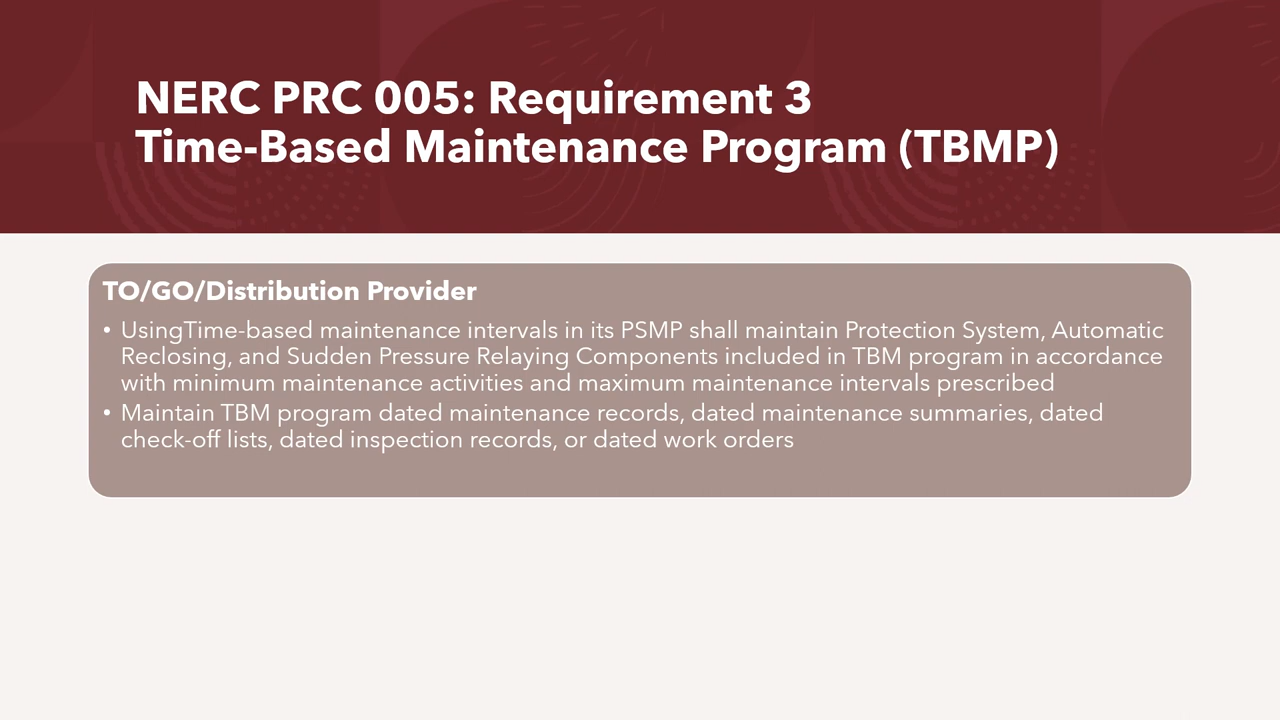 NERC PRC 005: Requirement 3
Time-Based Maintenance Program (TBMP)
TO/GO/Distribution Provider
• UsingTime-based maintenance intervals in its PSMP shall maintain Protection System, Automatic
Reclosing, and Sudden Pressure Relaying Components included in TBM program in accordance
with minimum maintenance activities and maximum maintenance intervals prescribed
• Maintain TBM program dated maintenance records, dated maintenance summaries, dated
check-off lists, dated inspection records, or dated work orders